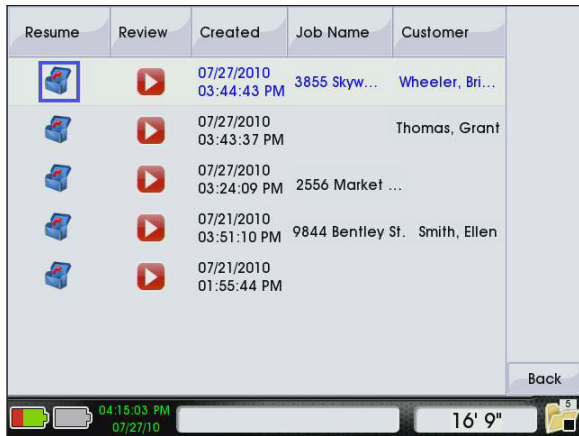 Resume Review Created Job Name Customer
07/27/2010
03:44:43 PM 3855 Skyw... Wheeler, Bri...
07/27/2010
03:43:37 PM Thomas, Grant
07/27/2010
03:24:09 PM 2556 Market ...
07/21/2010
03:51:10 PM 9844 Bentley St. Smith, Ellen
07/21/2010
01:55:44 PM
Back
04:15:03 PM
07/27/10
16' 9"
5